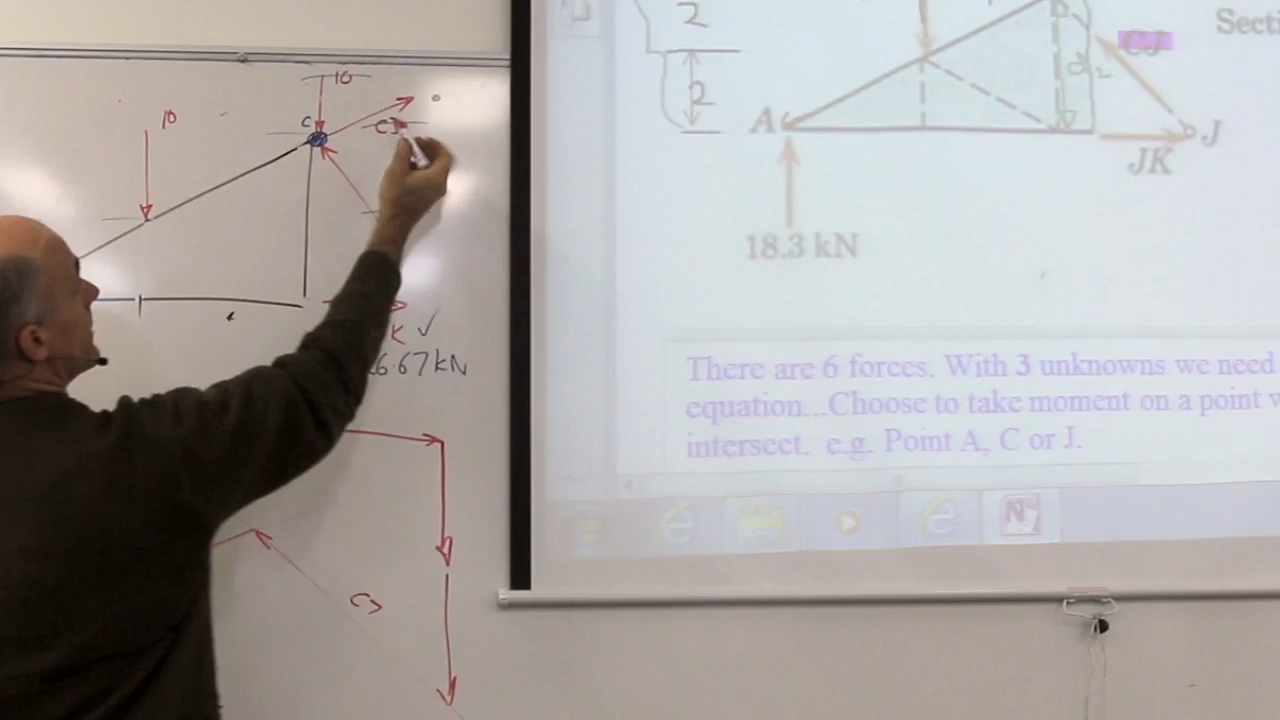 10
10
C
K ✓
6.67 kN
CJ
2
2
Secti
CJ
A
J
JK
18.3 kN
There are 6 forces. With 3 unknowns we need
equation...Choose to take moment on a point w
intersect. e.g. Point A, C or J.